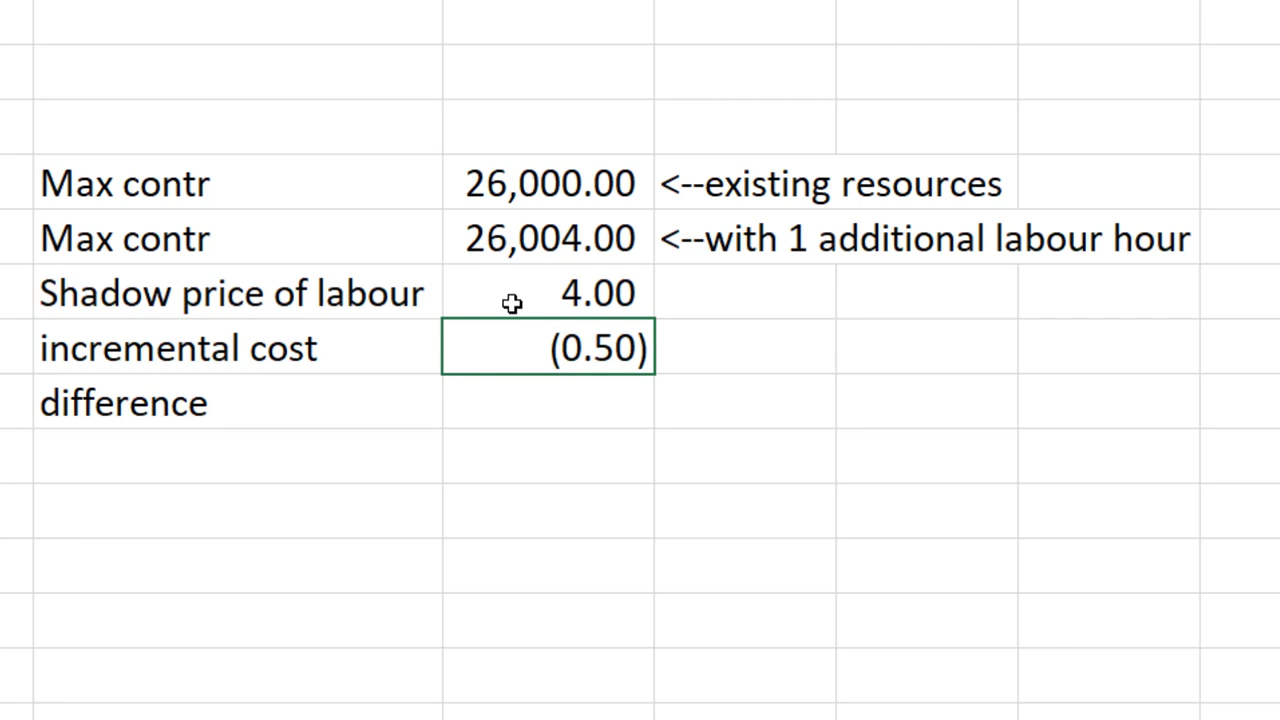 Max contr 26,000.00 <--existing resources
Max contr 26,004.00 <--with 1 additional labour hour
Shadow price of labour 4.00
incremental cost (0.50)
difference